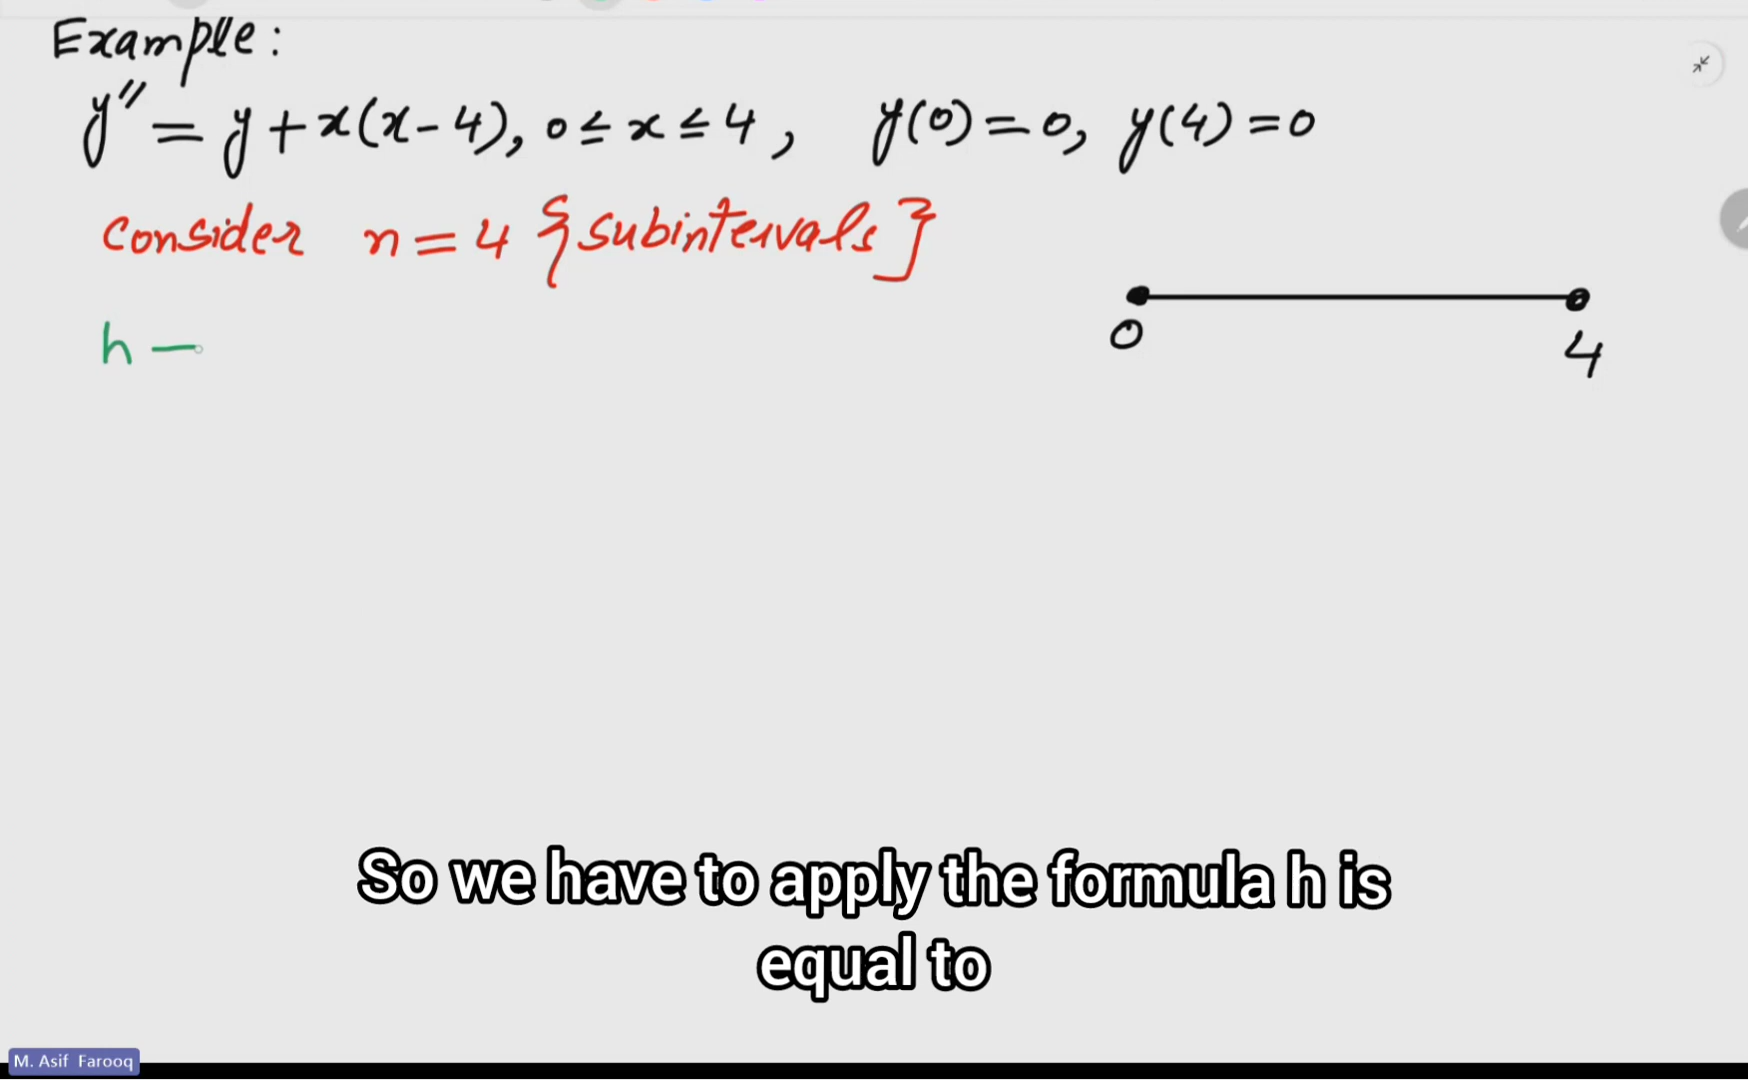 Example:
y'' = y + x(x-4), 0 ≤ x ≤ 4, y(0) = 0, y(4) = 0
Consider n = 4 {subintervals}
h —
0
4
So we have to apply the formula h is
equal to
M. Asif Farooq